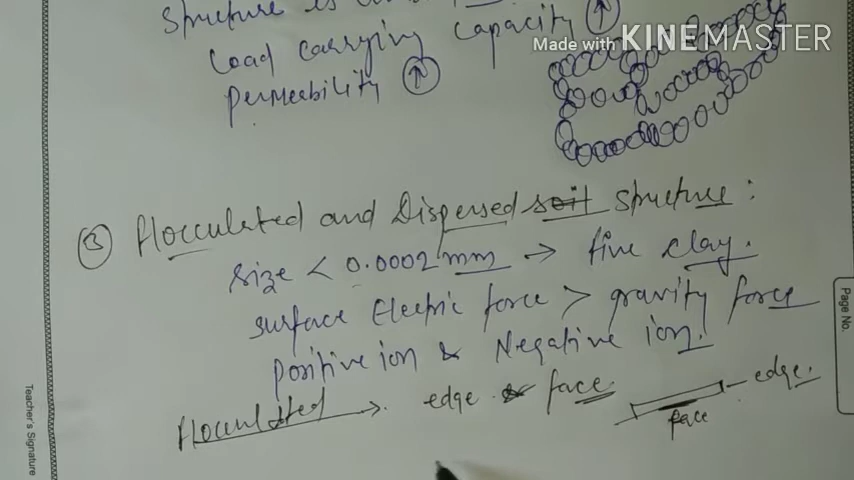 structure is
Load carrying capacity ↑
Made with KINEMASTER
Permeability ↑
③ flocculated and Dispersed soil structure:
size < 0.0002 mm → fine clay.
surface Electric force > gravity force
positive ion & Negative ion.
flocculated → edge & face
edge.
face
Page No.
Teacher's Signature